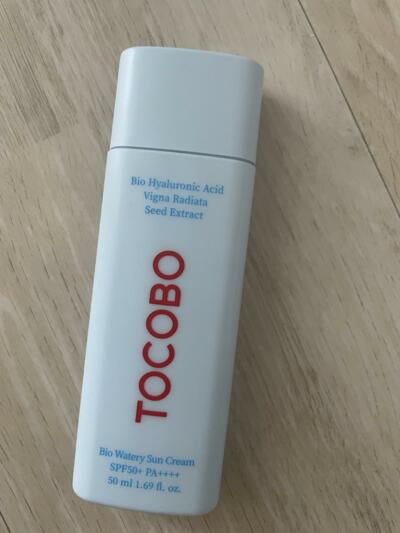 Bio Hyaluronic Acid
Vigna Radiata
Seed Extract
TOCOBO
Bio Watery Sun Cream
SPF50+ PA++++
50 ml 1.69 fl. oz.